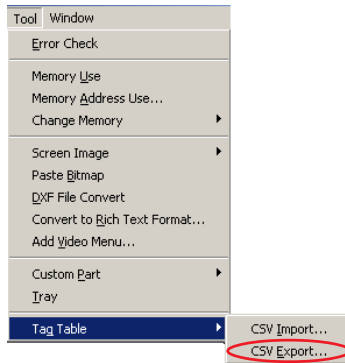 Tool Window
Error Check
Memory Use
Memory Address Use...
Change Memory
Screen Image
Paste Bitmap
DXF File Convert
Convert to Rich Text Format...
Add Video Menu...
Custom Part
Tray
Tag Table
CSV Import...
CSV Export...